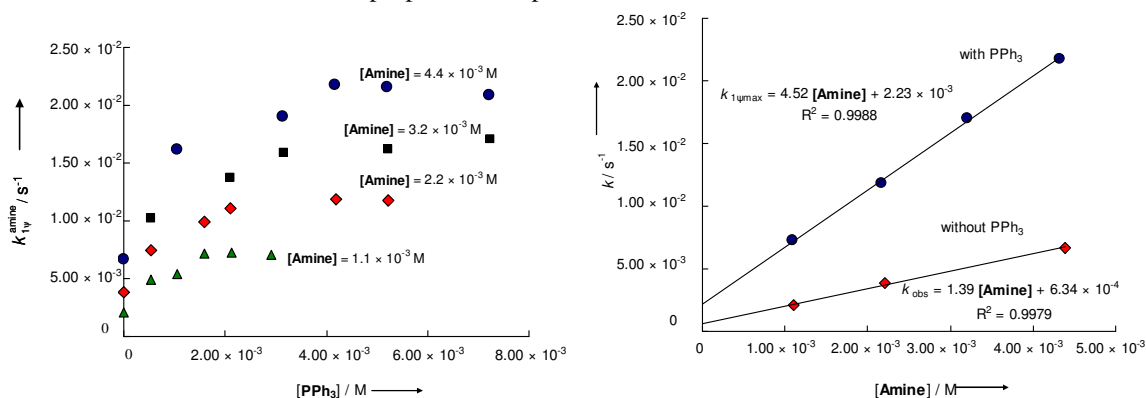 2.50 × 10⁻²
2.00 × 10⁻²
1.50 × 10⁻²
1.00 × 10⁻²
5.00 × 10⁻³
0
k₁ψ^amine / s⁻¹
[Amine] = 4.4 × 10⁻³ M
[Amine] = 3.2 × 10⁻³ M
[Amine] = 2.2 × 10⁻³ M
[Amine] = 1.1 × 10⁻³ M
0 2.00 × 10⁻³ 4.00 × 10⁻³ 6.00 × 10⁻³ 8.00 × 10⁻³
[PPh₃] / M
2.50 × 10⁻²
2.00 × 10⁻²
1.50 × 10⁻²
1.00 × 10⁻²
5.00 × 10⁻³
0
k / s⁻¹
with PPh₃
k₁ψmax = 4.52 [Amine] + 2.23 × 10⁻³
R² = 0.9988
without PPh₃
k obs = 1.39 [Amine] + 6.34 × 10⁻⁴
R² = 0.9979
0 1.00 × 10⁻³ 2.00 × 10⁻³ 3.00 × 10⁻³ 4.00 × 10⁻³ 5.00 × 10⁻³
[Amine] / M